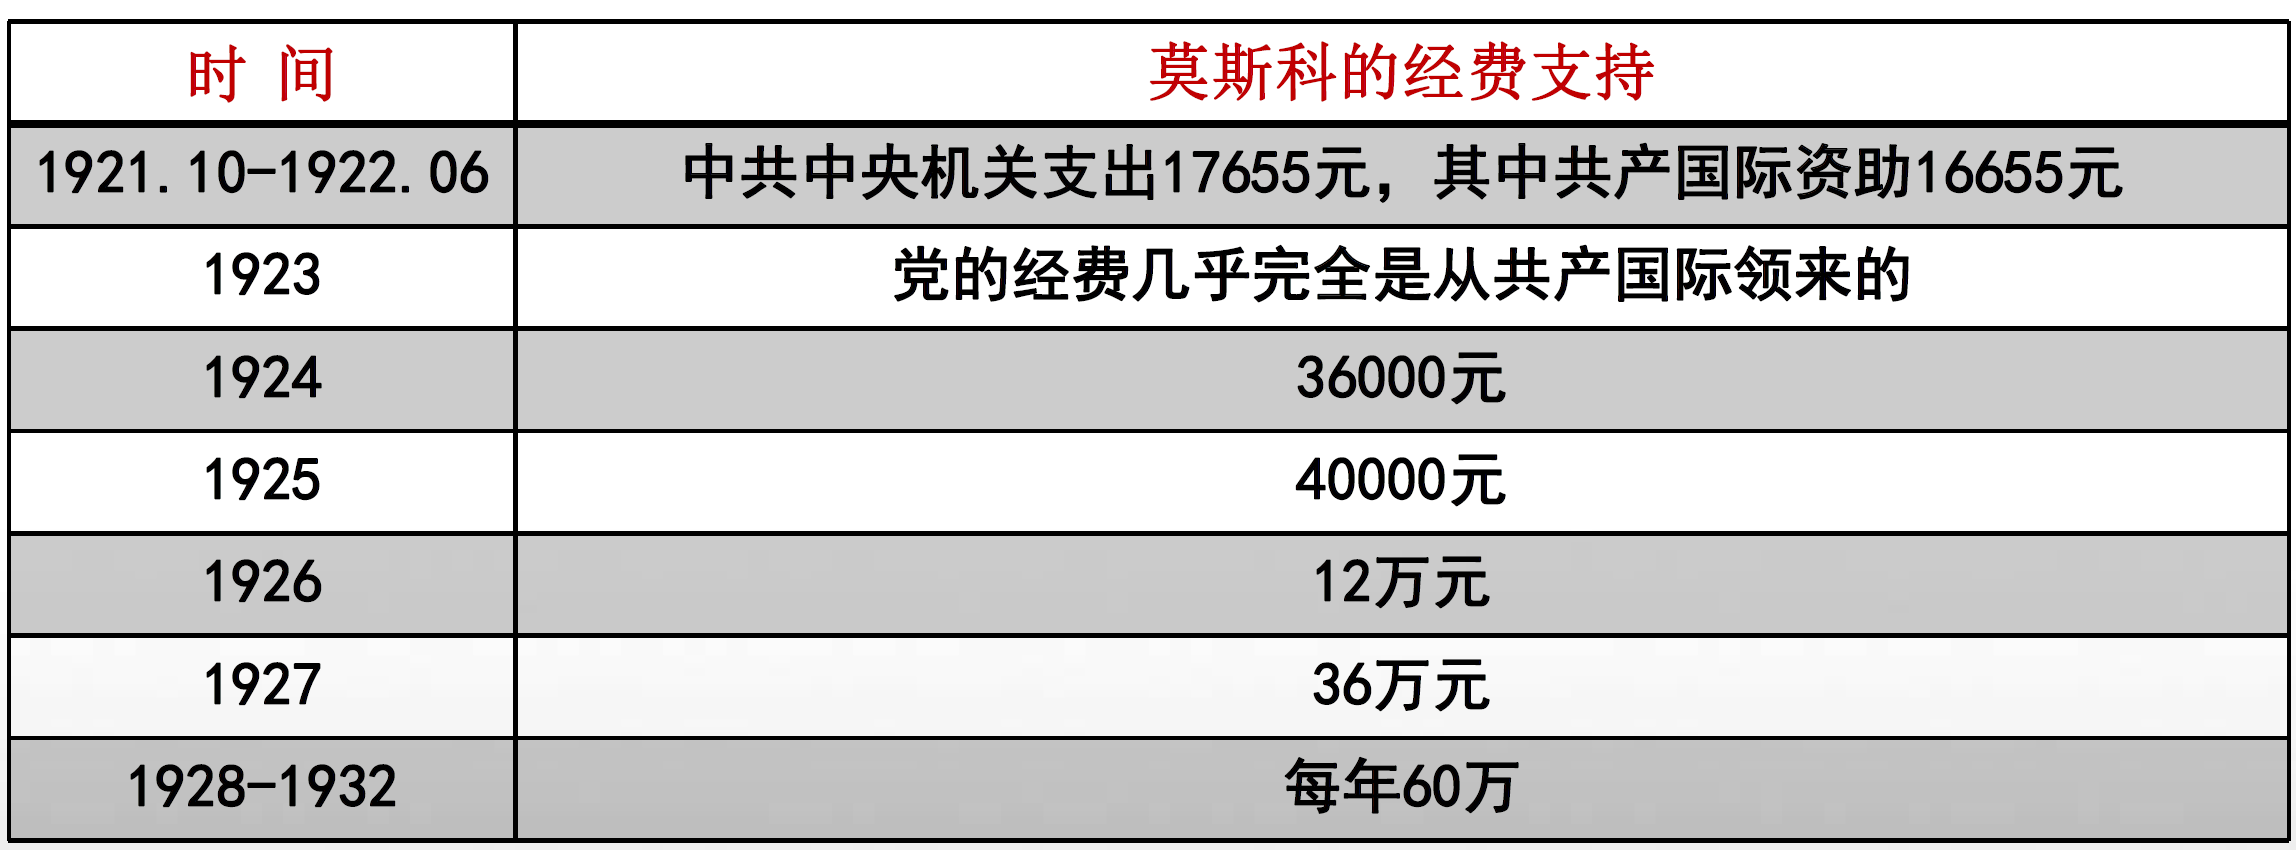 时 间 莫斯科的经费支持
1921.10-1922.06 中共中央机关支出17655元，其中共产国际资助16655元
1923 党的经费几乎完全是从共产国际领来的
1924 36000元
1925 40000元
1926 12万元
1927 36万元
1928-1932 每年60万